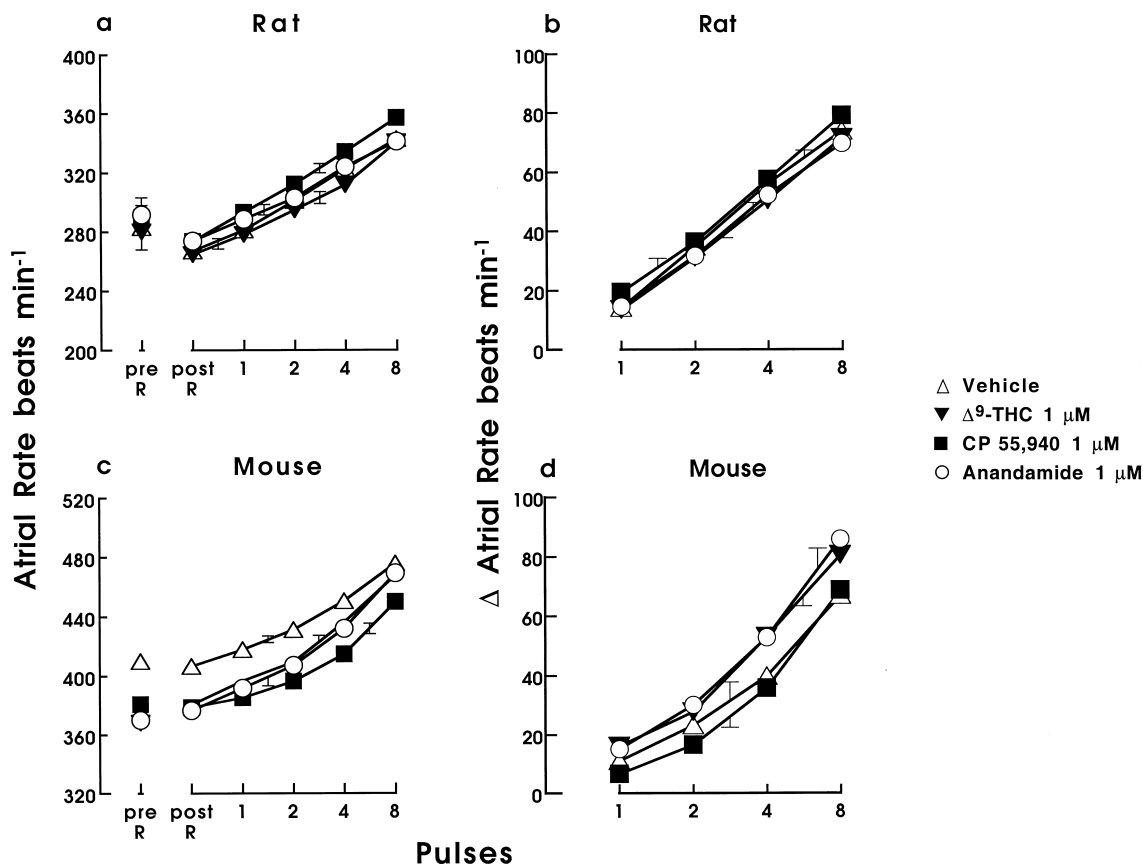 a Rat
400
360
320
280
240
200
pre R
post R
1 2 4 8
b Rat
100
80
60
40
20
0
1 2 4 8
△ Vehicle
▼ Δ⁹-THC 1 μM
■ CP 55,940 1 μM
○ Anandamide 1 μM
c Mouse
520
480
440
400
360
320
pre R
post R
1 2 4 8
d Mouse
100
80
60
40
20
0
1 2 4 8
Atrial Rate beats min⁻¹
Δ Atrial Rate beats min⁻¹
Pulses